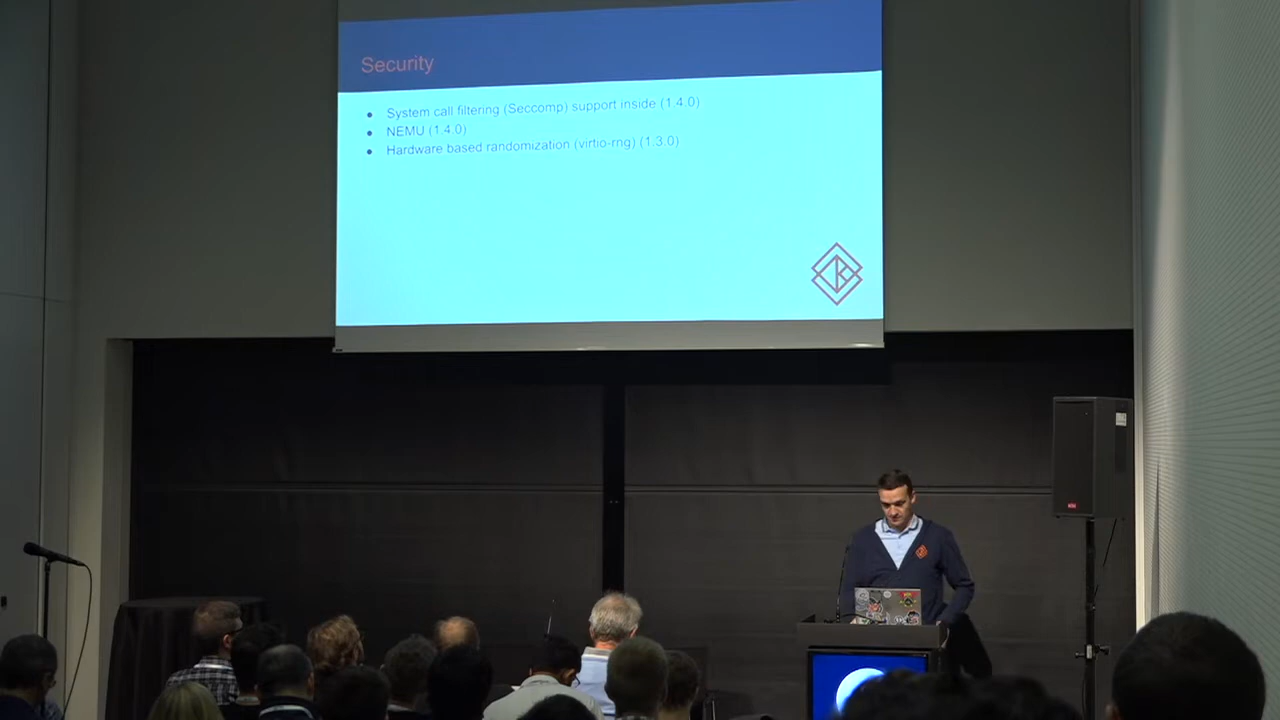 Security
System call filtering (Seccomp) support inside (1.4.0)
NEMU (1.4.0)
Hardware based randomization (virtio-rng) (1.3.0)